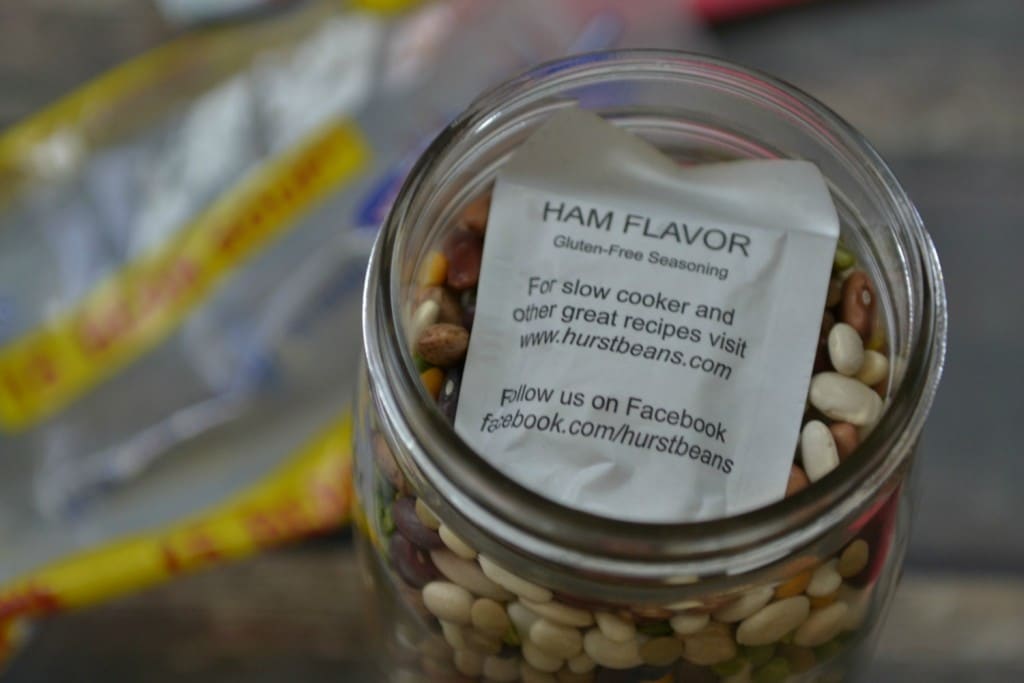 HAM FLAVOR
Gluten-Free Seasoning
For slow cooker and
other great recipes visit
www.hurstbeans.com
Follow us on Facebook
facebook.com/hurstbeans